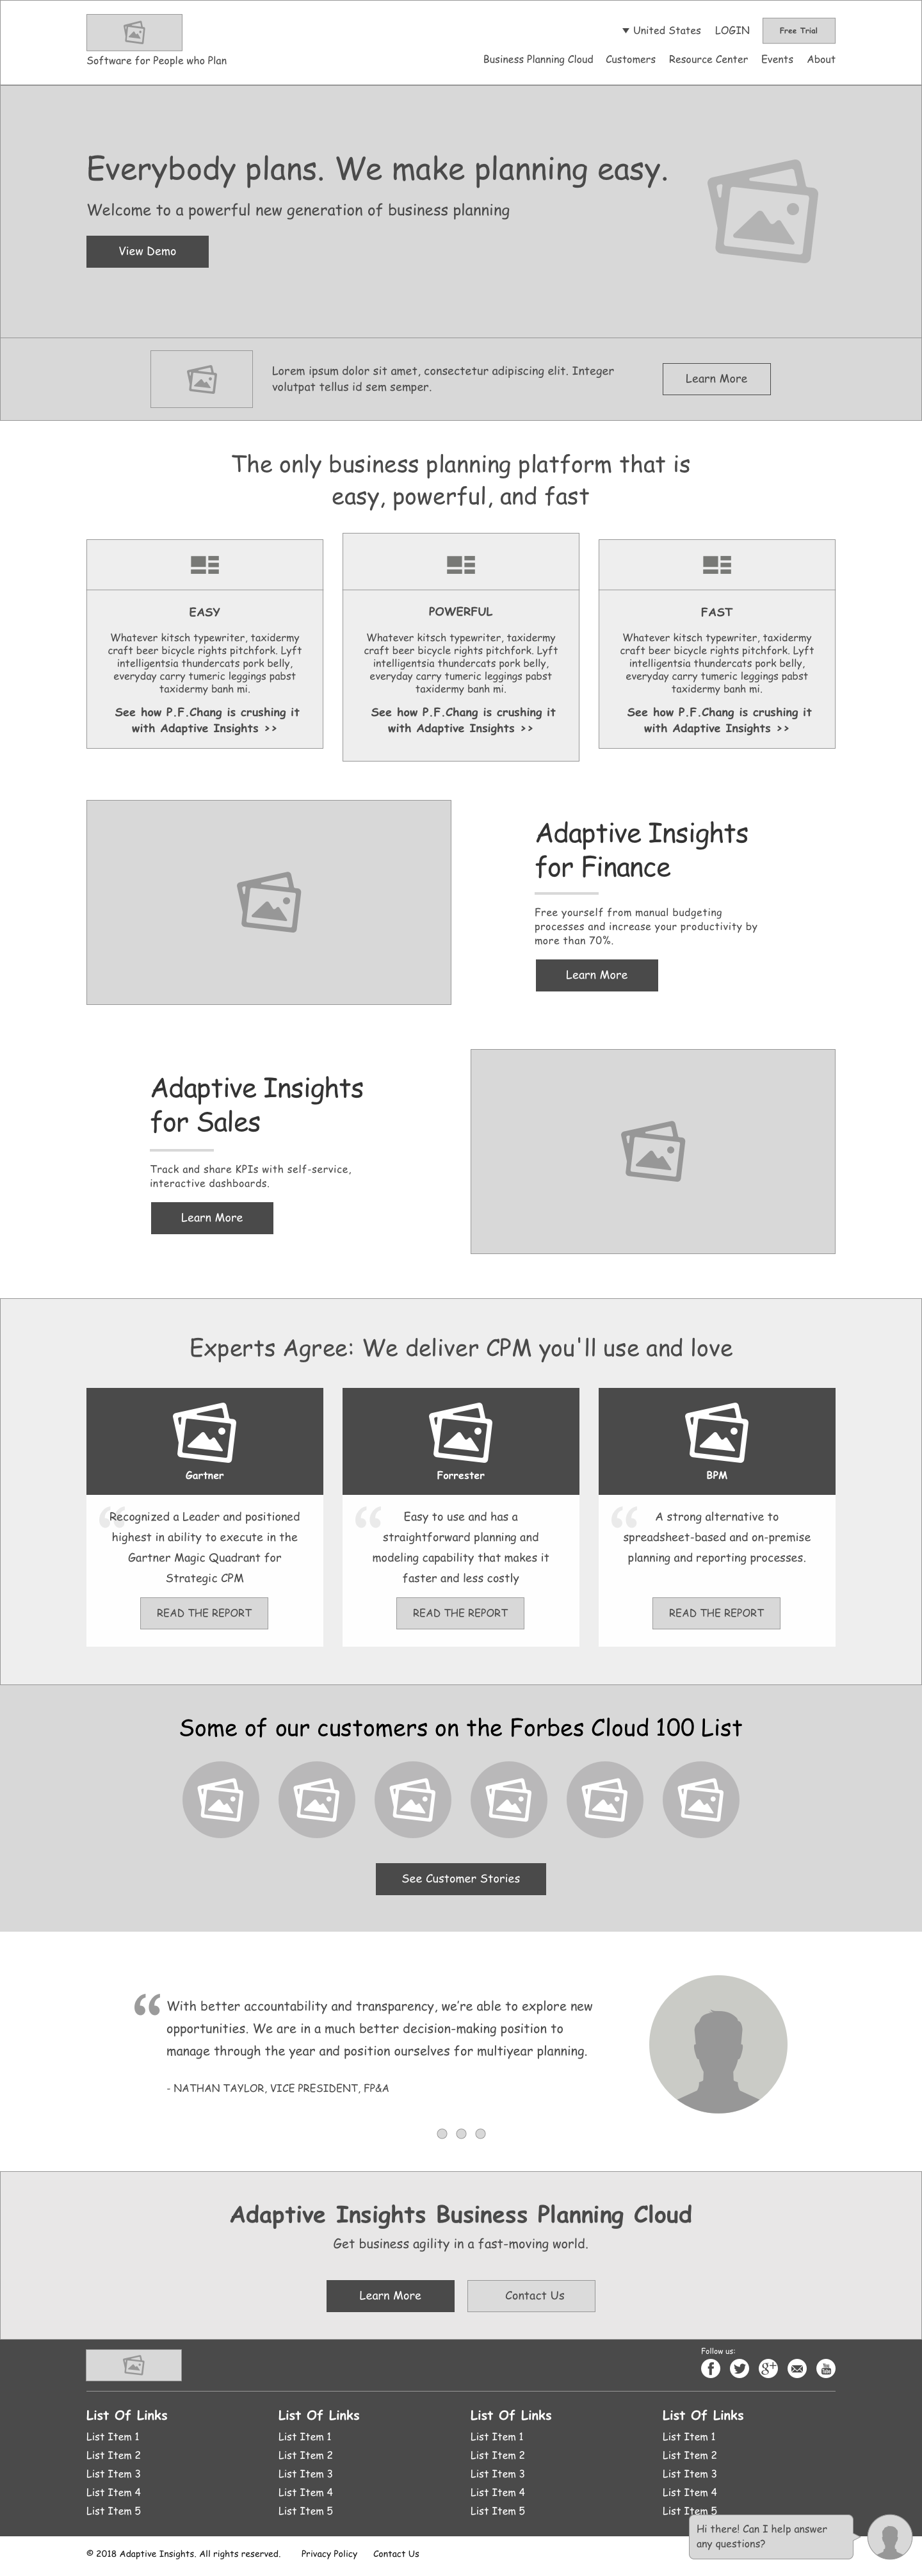 ▼ United States LOGIN Free Trial
Software for People who Plan
Business Planning Cloud Customers Resource Center Events About
Everybody plans. We make planning easy.
Welcome to a powerful new generation of business planning
View Demo
Lorem ipsum dolor sit amet, consectetur adipiscing elit. Integer
volutpat tellus id sem semper.
Learn More
The only business planning platform that is
easy, powerful, and fast
EASY
Whatever kitsch typewriter, taxidermy
craft beer bicycle rights pitchfork. Lyft
intelligentsia thundercats pork belly,
everyday carry tumeric leggings pabst
taxidermy banh mi.
See how P.F.Chang is crushing it
with Adaptive Insights >>
POWERFUL
Whatever kitsch typewriter, taxidermy
craft beer bicycle rights pitchfork. Lyft
intelligentsia thundercats pork belly,
everyday carry tumeric leggings pabst
taxidermy banh mi.
See how P.F.Chang is crushing it
with Adaptive Insights >>
FAST
Whatever kitsch typewriter, taxidermy
craft beer bicycle rights pitchfork. Lyft
intelligentsia thundercats pork belly,
everyday carry tumeric leggings pabst
taxidermy banh mi.
See how P.F.Chang is crushing it
with Adaptive Insights >>
Adaptive Insights
for Finance
Free yourself from manual budgeting
processes and increase your productivity by
more than 70%.
Learn More
Adaptive Insights
for Sales
Track and share KPIs with self-service,
interactive dashboards.
Learn More
Experts Agree: We deliver CPM you'll use and love
Gartner
“ Recognized a Leader and positioned
highest in ability to execute in the
Gartner Magic Quadrant for
Strategic CPM
READ THE REPORT
Forrester
“ Easy to use and has a
straightforward planning and
modeling capability that makes it
faster and less costly
READ THE REPORT
BPM
“ A strong alternative to
spreadsheet-based and on-premise
planning and reporting processes.
READ THE REPORT
Some of our customers on the Forbes Cloud 100 List
See Customer Stories
“ With better accountability and transparency, we're able to explore new
opportunities. We are in a much better decision-making position to
manage through the year and position ourselves for multiyear planning.
- NATHAN TAYLOR, VICE PRESIDENT, FP&A
Adaptive Insights Business Planning Cloud
Get business agility in a fast-moving world.
Learn More
Contact Us
Follow us:
List Of Links
List Item 1
List Item 2
List Item 3
List Item 4
List Item 5
List Of Links
List Item 1
List Item 2
List Item 3
List Item 4
List Item 5
List Of Links
List Item 1
List Item 2
List Item 3
List Item 4
List Item 5
List Of Links
List Item 1
List Item 2
List Item 3
List Item 4
List Item 5
Hi there! Can I help answer
any questions?
© 2018 Adaptive Insights. All rights reserved. Privacy Policy Contact Us